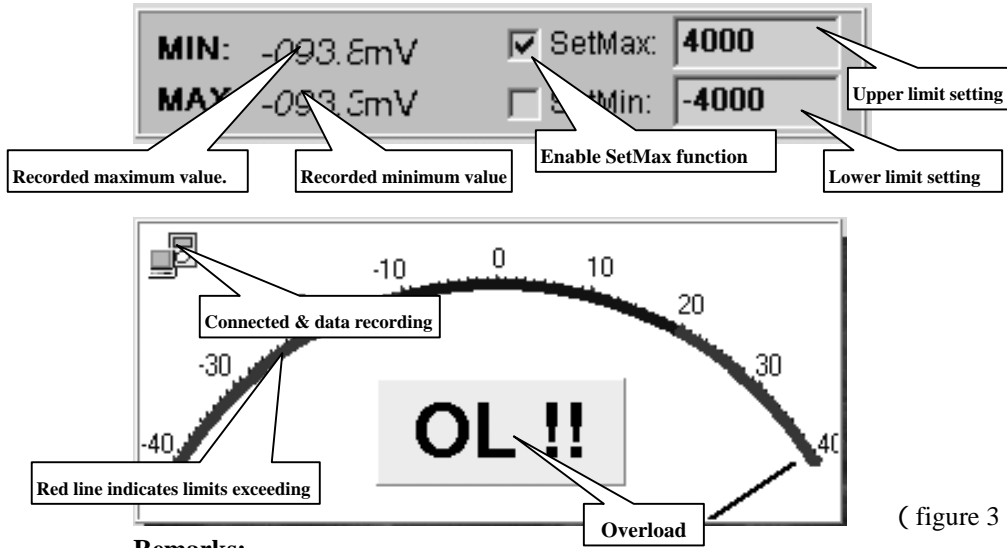 MIN: -093.8mV SetMax: 4000
Upper limit setting
MAX -093.3mV SetMin: -4000
Enable SetMax function
Recorded maximum value. Recorded minimum value Lower limit setting
-10 0 10
Connected & data recording 20
-30 30
OL !!
-40 40
Red line indicates limits exceeding
Overload
( figure 3
Remarks: